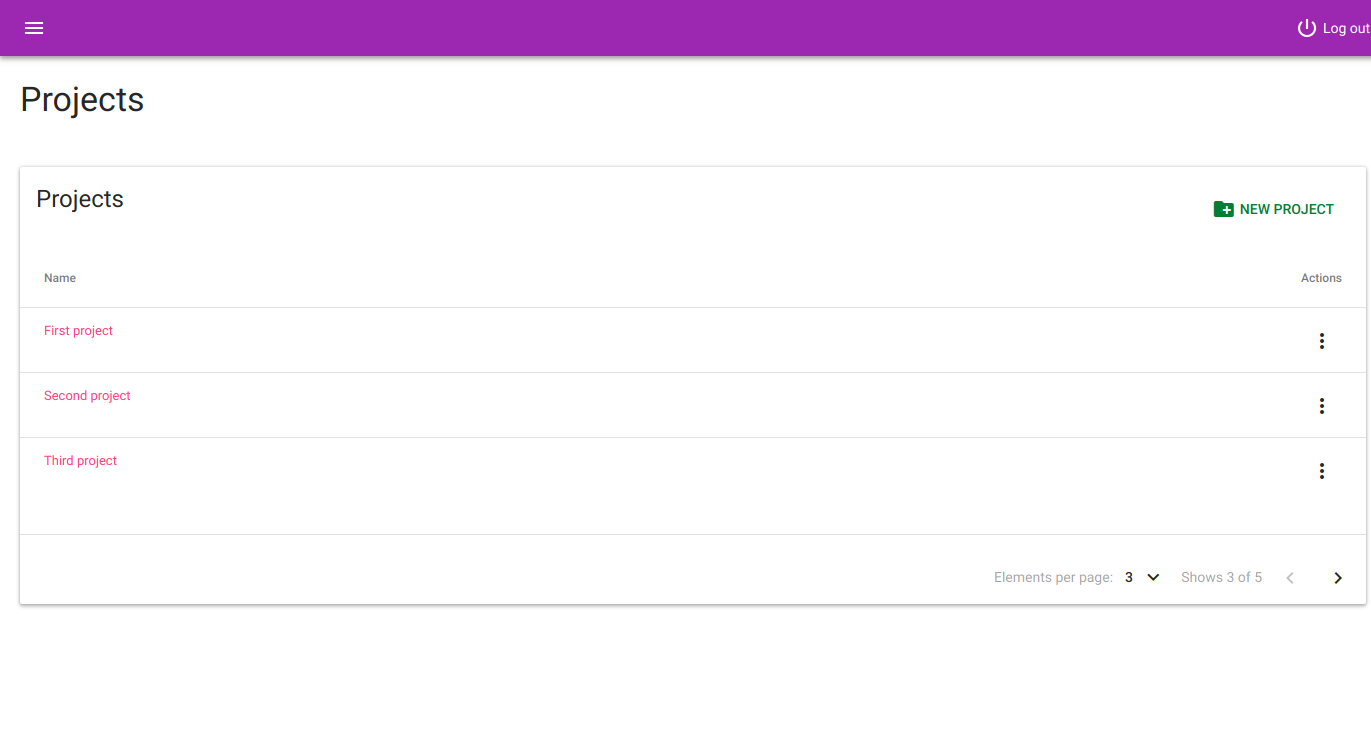 Log out
Projects
Projects
NEW PROJECT
Name Actions
First project
Second project
Third project
Elements per page: 3 Shows 3 of 5